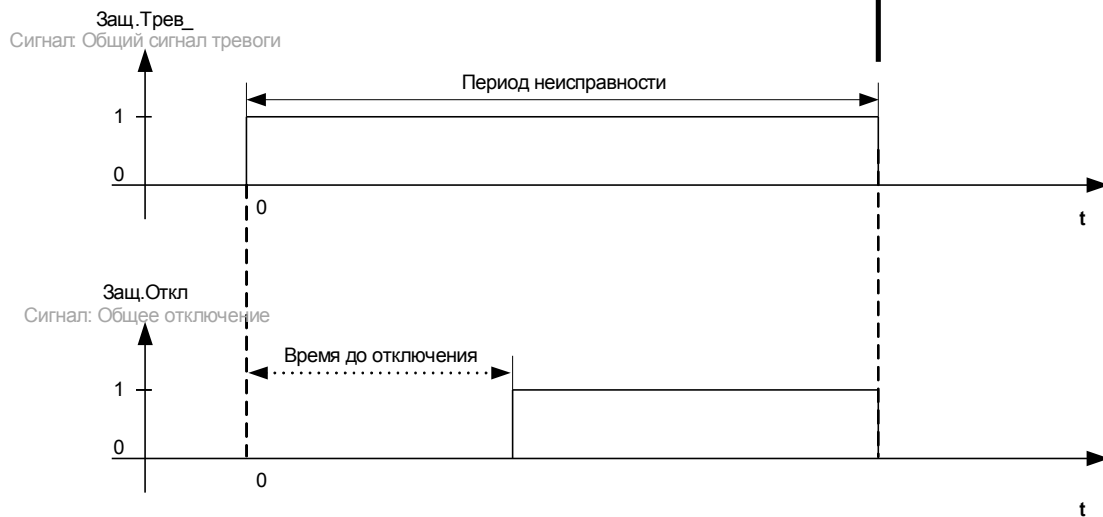 Защ.Трев_
Сигнал: Общий сигнал тревоги
Период неисправности
1
0
0
t
Защ.Откл
Сигнал: Общее отключение
Время до отключения
1
0
0
t